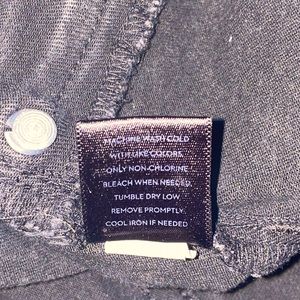 MACHINE WASH COLD
WITH LIKE COLORS.
ONLY NON-CHLORINE
BLEACH WHEN NEEDED.
TUMBLE DRY LOW
REMOVE PROMPTLY.
COOL IRON IF NEEDED